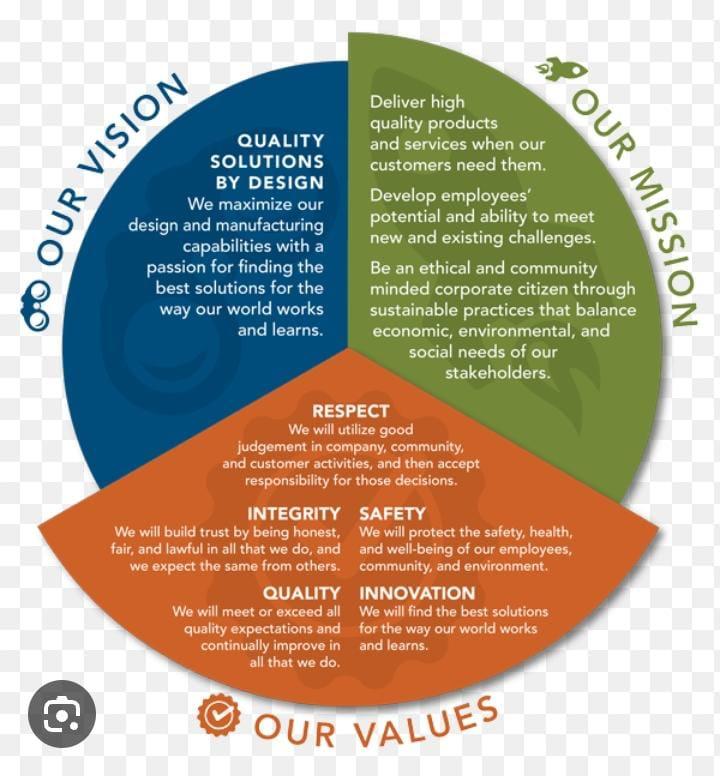 OUR VISION
QUALITY
SOLUTIONS
BY DESIGN
We maximize our
design and manufacturing
capabilities with a
passion for finding the
best solutions for the
way our world works
and learns.
OUR MISSION
Deliver high
quality products
and services when our
customers need them.
Develop employees’
potential and ability to meet
new and existing challenges.
Be an ethical and community
minded corporate citizen through
sustainable practices that balance
economic, environmental, and
social needs of our
stakeholders.
RESPECT
We will utilize good
judgement in company, community,
and customer activities, and then accept
responsibility for those decisions.
INTEGRITY
We will build trust by being honest,
fair, and lawful in all that we do, and
we expect the same from others.
SAFETY
We will protect the safety, health,
and well-being of our employees,
community, and environment.
QUALITY
We will meet or exceed all
quality expectations and
continually improve in
all that we do.
INNOVATION
We will find the best solutions
for the way our world works
and learns.
OUR VALUES